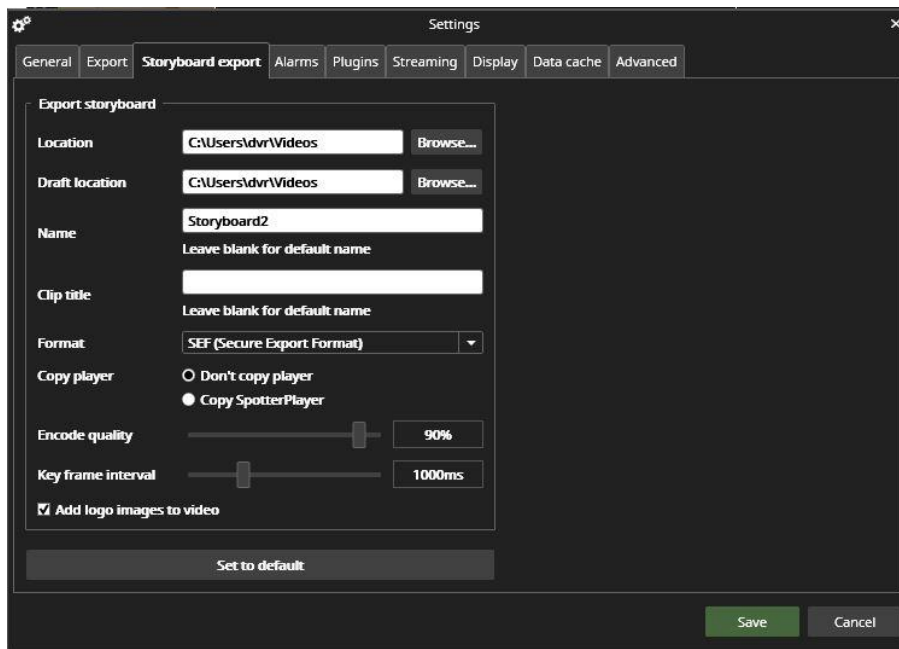 Settings
General Export Storyboard export Alarms Plugins Streaming Display Data cache Advanced
Export storyboard
Location C:\Users\dvr\Videos Browse...
Draft location C:\Users\dvr\Videos Browse...
Name Storyboard2
Leave blank for default name
Clip title
Leave blank for default name
Format SEF (Secure Export Format)
Copy player Don't copy player
Copy SpotterPlayer
Encode quality 90%
Key frame interval 1000ms
Add logo images to video
Set to default
Save Cancel